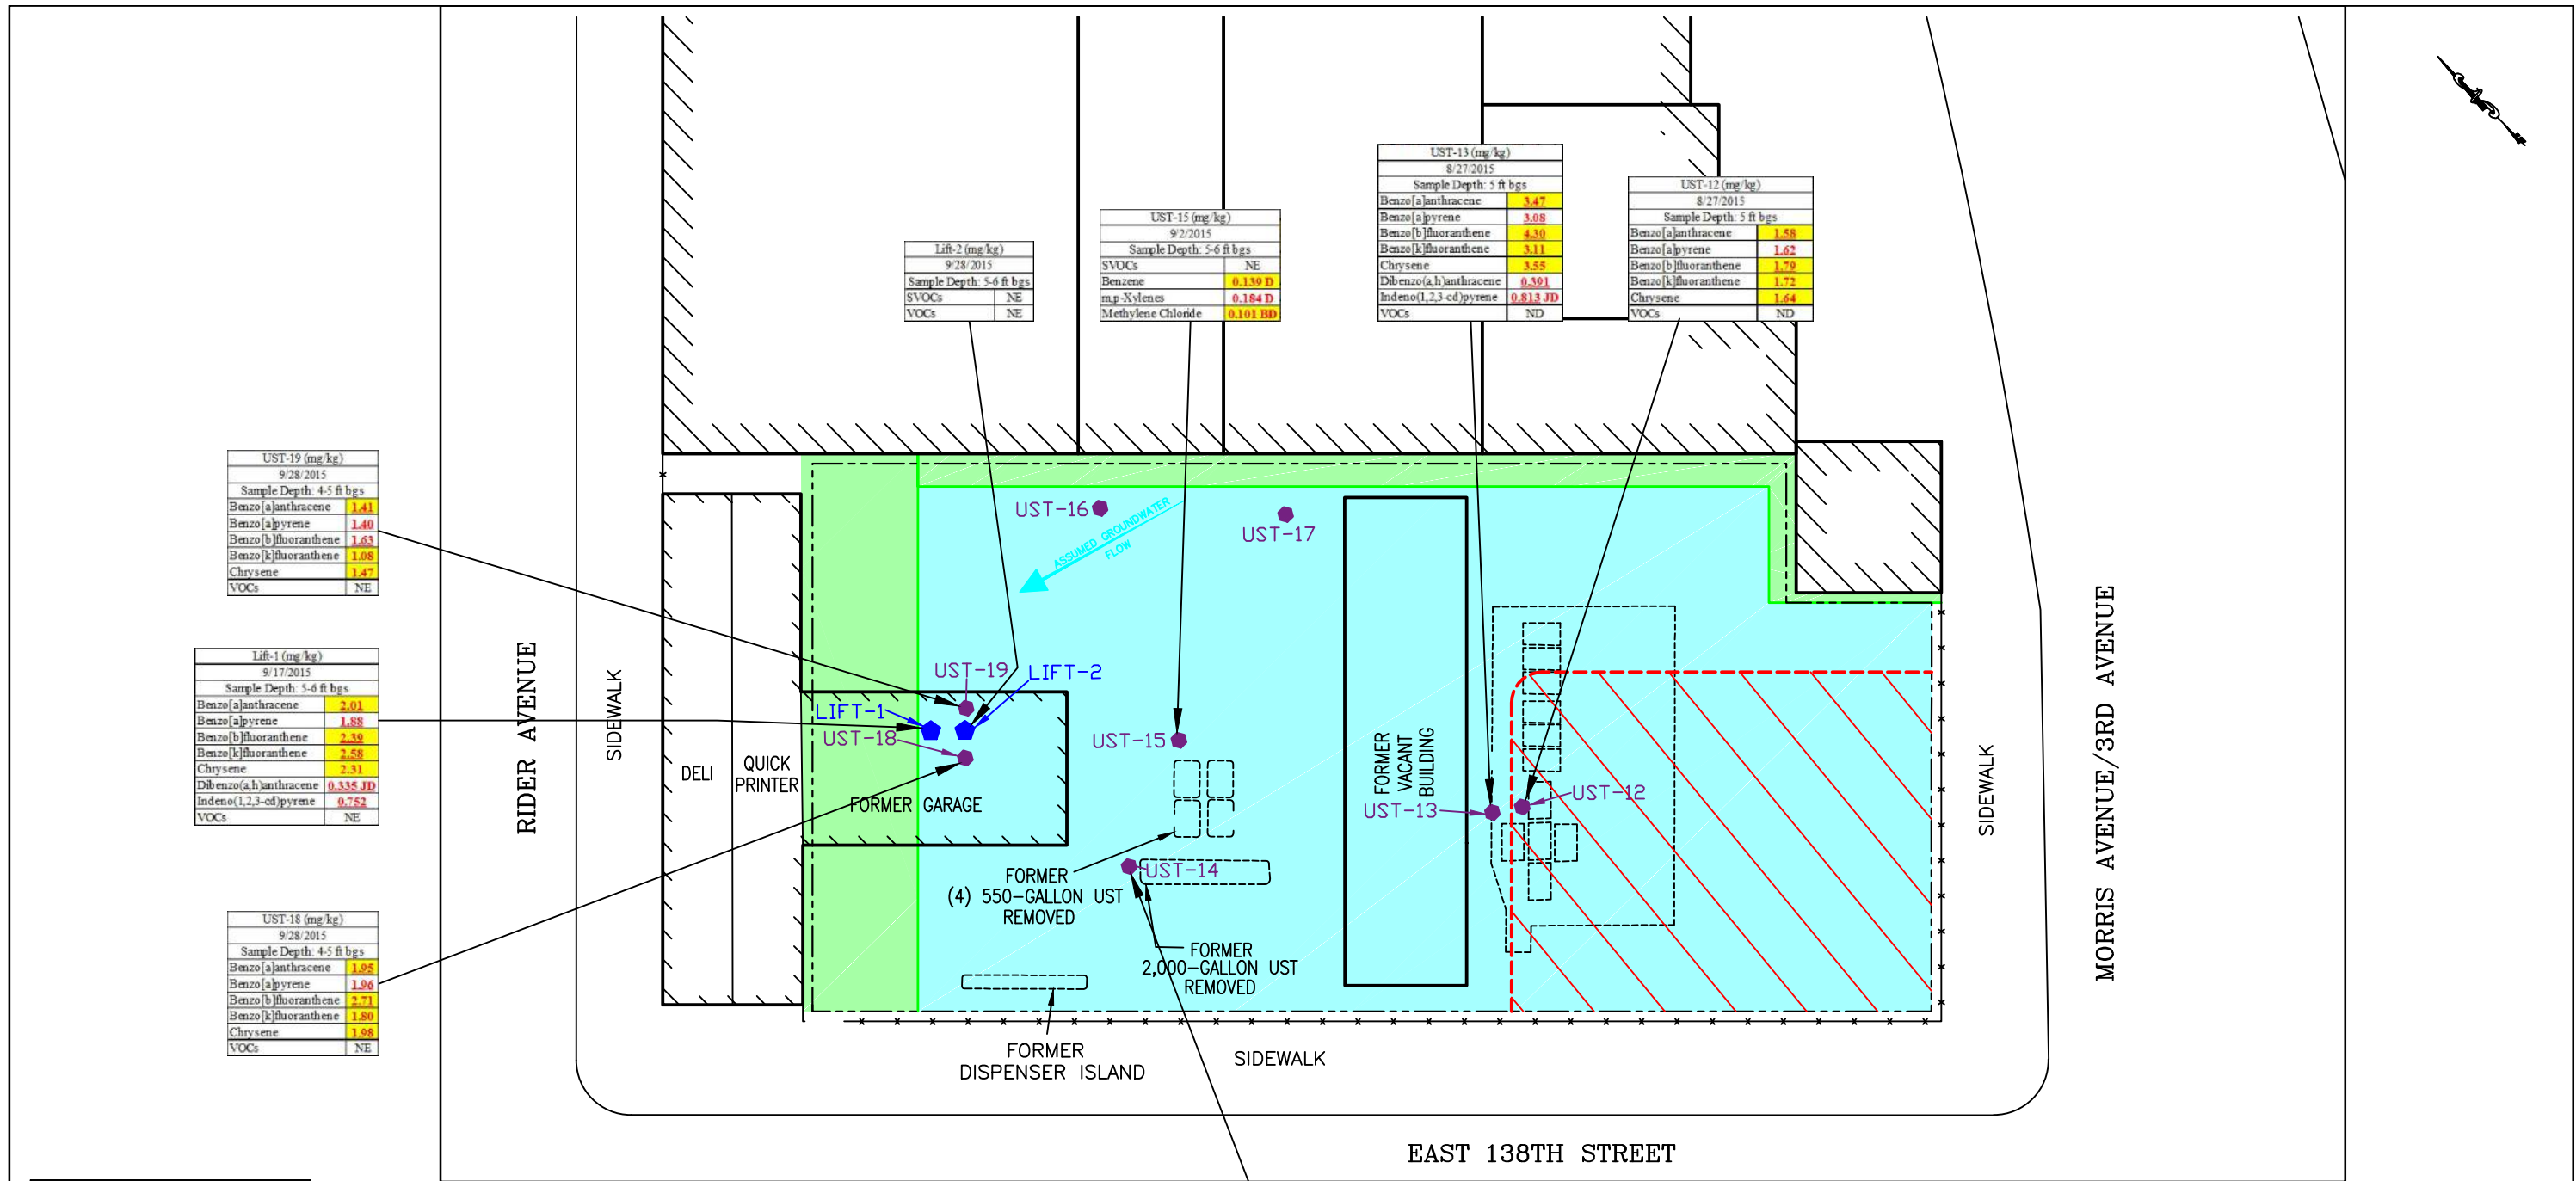 UST-13 (mg/kg)
8/27/2015
Sample Depth: 5 ft bgs
Benzo[a]anthracene 3.47
Benzo[a]pyrene 3.08
Benzo[b]fluoranthene 4.30
Benzo[k]fluoranthene 3.11
Chrysene 3.55
Dibenzo(a,h)anthracene 0.391
Indeno(1,2,3-cd)pyrene 0.813 JD
VOCs ND
UST-12 (mg/kg)
8/27/2015
Sample Depth: 5 ft bgs
Benzo[a]anthracene 1.58
Benzo[a]pyrene 1.62
Benzo[b]fluoranthene 1.79
Benzo[k]fluoranthene 1.72
Chrysene 1.64
VOCs ND
UST-15 (mg/kg)
9/2/2015
Sample Depth: 5-6 ft bgs
SVOCs NE
Benzene 0.139 D
m,p-Xylenes 0.184 D
Methylene Chloride 0.101 BD
Lift-2 (mg/kg)
9/28/2015
Sample Depth: 5-6 ft bgs
SVOCs NE
VOCs NE
UST-19 (mg/kg)
9/28/2015
Sample Depth: 4-5 ft bgs
Benzo[a]anthracene 1.41
Benzo[a]pyrene 1.40
Benzo[b]fluoranthene 1.63
Benzo[k]fluoranthene 1.08
Chrysene 1.47
VOCs NE
Lift-1 (mg/kg)
9/17/2015
Sample Depth: 5-6 ft bgs
Benzo[a]anthracene 2.01
Benzo[a]pyrene 1.88
Benzo[b]fluoranthene 2.39
Benzo[k]fluoranthene 2.58
Chrysene 2.31
Dibenzo(a,h)anthracene 0.335 JD
Indeno(1,2,3-cd)pyrene 0.752
VOCs NE
UST-18 (mg/kg)
9/28/2015
Sample Depth: 4-5 ft bgs
Benzo[a]anthracene 1.95
Benzo[a]pyrene 1.96
Benzo[b]fluoranthene 2.71
Benzo[k]fluoranthene 1.80
Chrysene 1.98
VOCs NE
RIDER AVENUE
SIDEWALK
DELI
QUICK
PRINTER
UST-16
UST-17
ASSUMED GROUNDWATER
FLOW
UST-19
LIFT-2
LIFT-1
UST-18
FORMER GARAGE
UST-15
UST-14
FORMER
(4) 550-GALLON UST
REMOVED
FORMER
2,000-GALLON UST
REMOVED
FORMER
VACANT
BUILDING
UST-13
UST-12
FORMER
DISPENSER ISLAND
SIDEWALK
SIDEWALK
MORRIS AVENUE/3RD AVENUE
EAST 138TH STREET